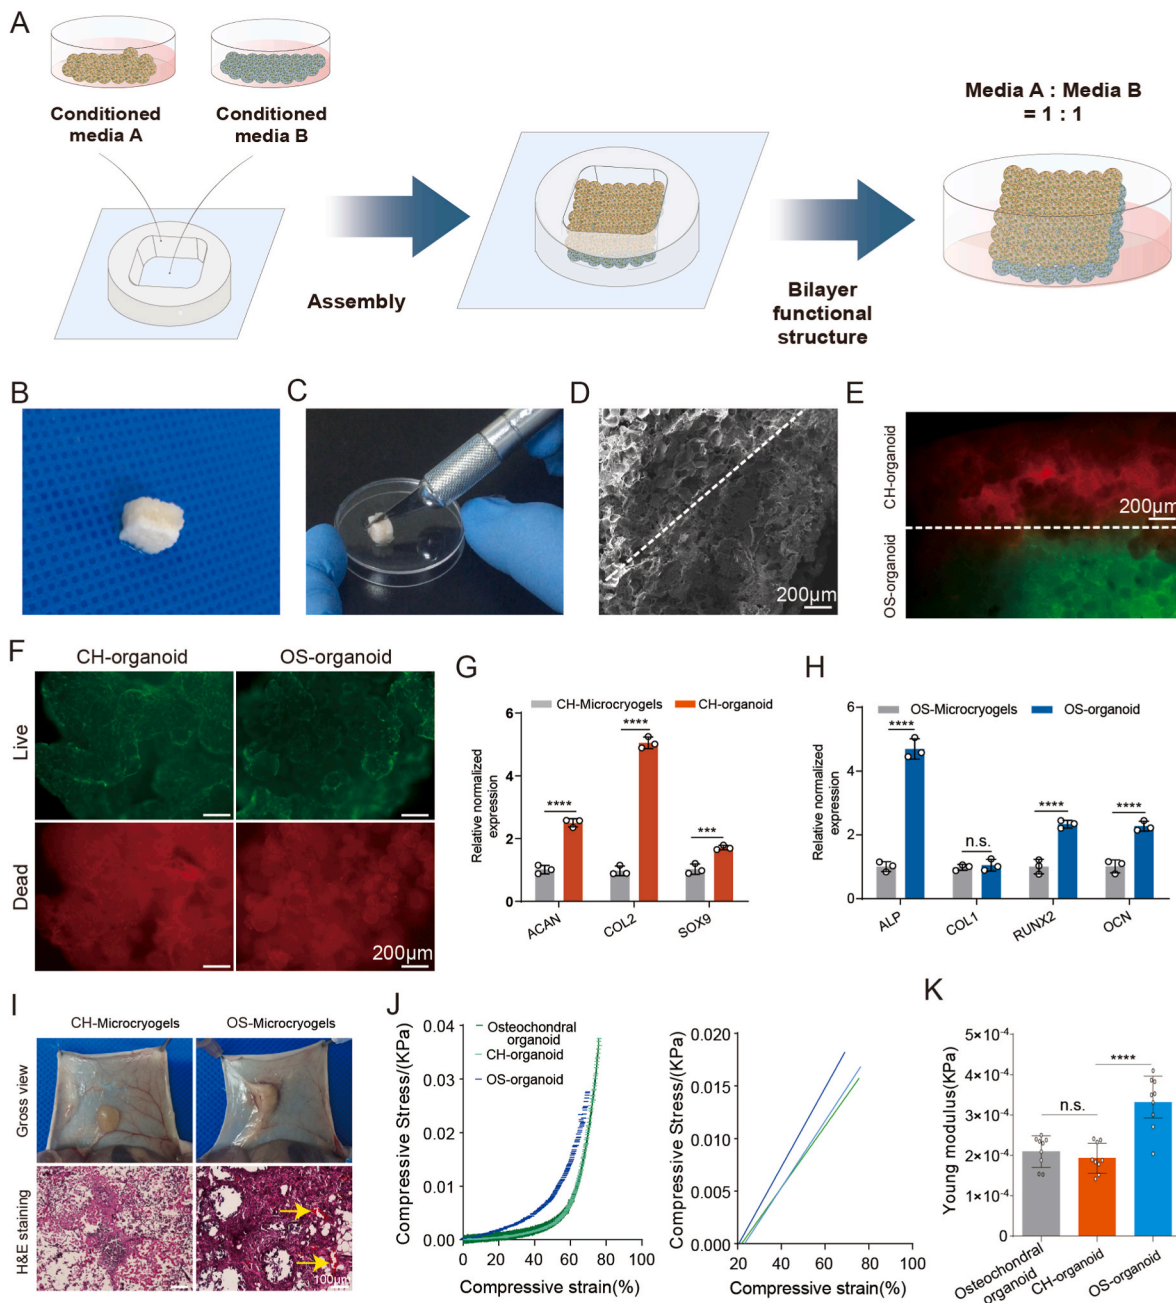 A
Conditioned
media A
Conditioned
media B
Assembly
Bilayer
functional
structure
Media A : Media B
= 1 : 1
B
C
D
200μm
E
CH-organoid
OS-organoid
200μm
F
CH-organoid
OS-organoid
Live
Dead
200μm
G
CH-Microcryogels
CH-organoid
Relative normalized
expression
6
4
2
0
0
****
****
***
ACAN
COL2
SOX9
H
OS-Microcryogels
OS-organoid
Relative normalized
expression
6
4
2
0
****
n.s.
****
****
ALP
COL1
RUNX2
OCN
I
CH-Microcryogels
OS-Microcryogels
Gross view
H&E staining
100μm
J
Compressive Stress/(KPa)
0.04
0.03
0.02
0.01
0.00
Osteochondral
organoid
CH-organoid
OS-organoid
0 20 40 60 80 100
Compressive strain(%)
Compressive Stress/(KPa)
0.020
0.015
0.010
0.005
0.000
20 40 60 80 100
Compressive strain(%)
K
Young modulus(KPa)
5×10⁻⁴
4×10⁻⁴
3×10⁻⁴
2×10⁻⁴
1×10⁻⁴
0
n.s.
****
Osteochondral
organoid
CH-organoid
OS-organoid